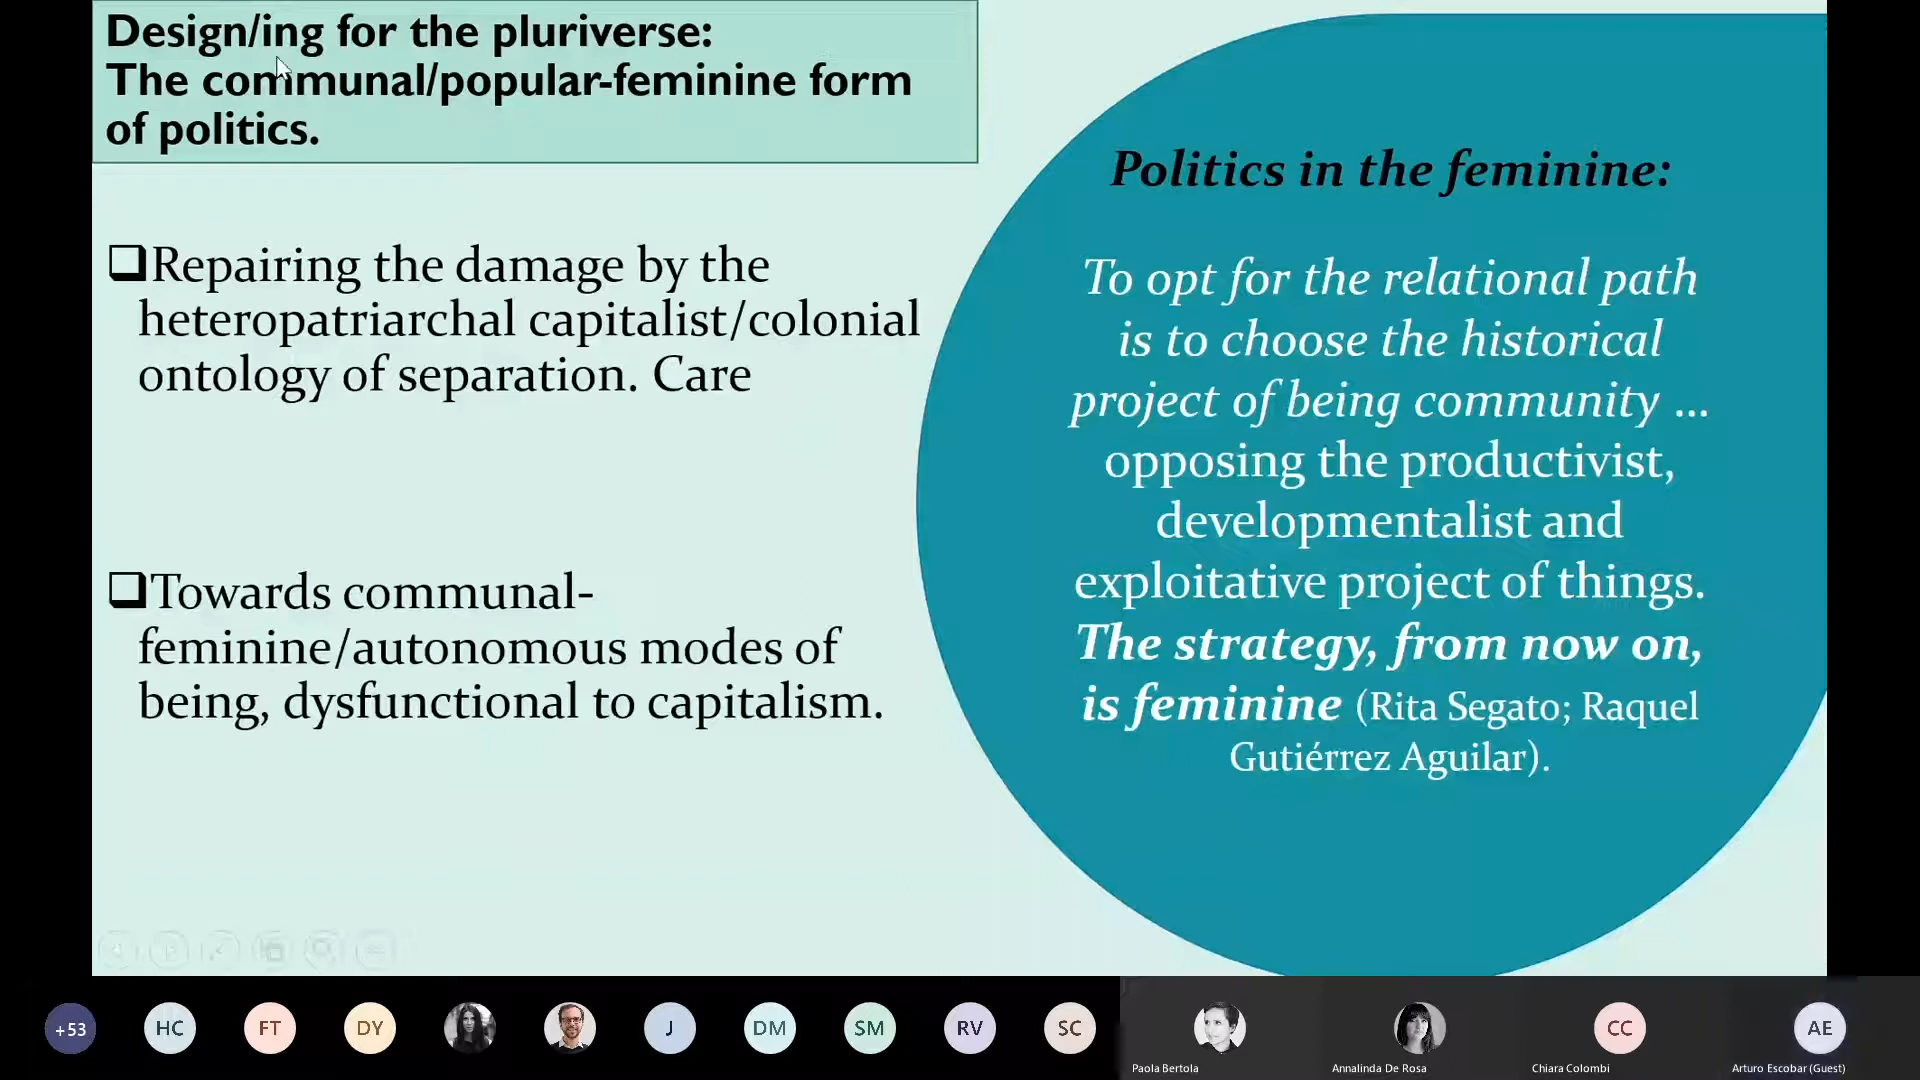 Design/ing for the pluriverse:
The communal/popular-feminine form
of politics.
❑Repairing the damage by the
heteropatriarchal capitalist/colonial
ontology of separation. Care
❑Towards communal-
feminine/autonomous modes of
being, dysfunctional to capitalism.
Politics in the feminine:
To opt for the relational path
is to choose the historical
project of being community ...
opposing the productivist,
developmentalist and
exploitative project of things.
The strategy, from now on,
is feminine (Rita Segato; Raquel
Gutiérrez Aguilar).
+53 HC FT DY J DM SM RV SC CC AE
Paola Bertola Annalinda De Rosa Chiara Colombi Arturo Escobar (Guest)